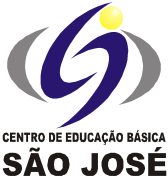 CENTRO DE EDUCAÇÃO BÁSICA
SÃO JOSÉ